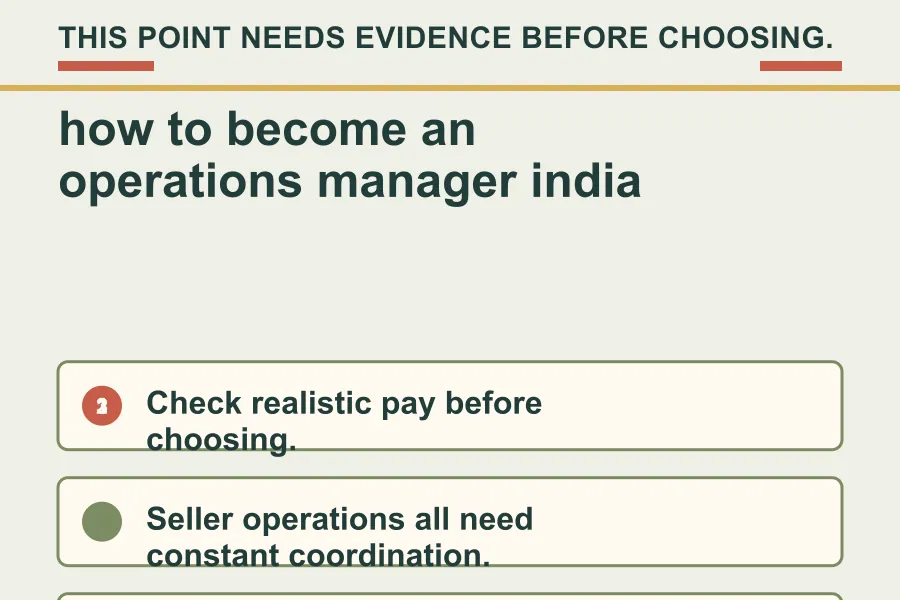 THIS POINT NEEDS EVIDENCE BEFORE CHOOSING.
how to become an
operations manager india
Check realistic pay before
choosing.
Seller operations all need
constant coordination.